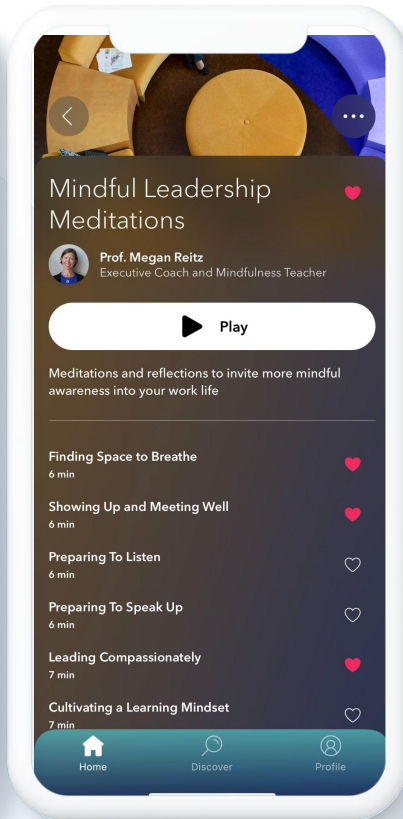 Mindful Leadership
Meditations
Prof. Megan Reitz
Executive Coach and Mindfulness Teacher
Play
Meditations and reflections to invite more mindful
awareness into your work life
Finding Space to Breathe
6 min
Showing Up and Meeting Well
6 min
Preparing To Listen
6 min
Preparing To Speak Up
6 min
Leading Compassionately
7 min
Cultivating a Learning Mindset
7 min
Home Discover Profile